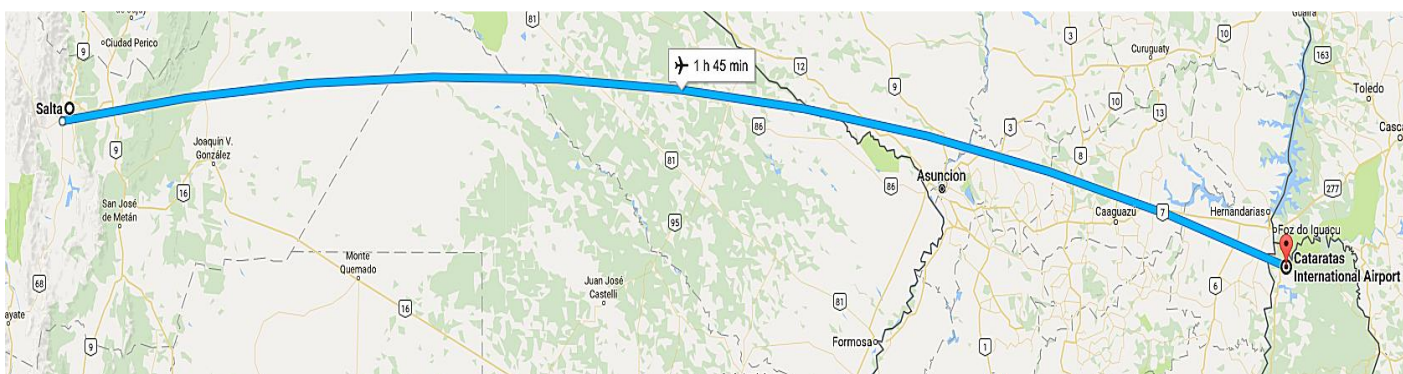 81
Guaira
9
Ciudad Perico
10
163
3
Curuguaty
1 h 45 min
12
9
Toledo
Salta
86
3
10
13
Casca
9
Joaquín V.
González
81
8
16
86
Asuncion
277
San José
de Metán
95
Caaguazu
7
Hernandarias
Foz do Iguaçu
Monte
Quemado
Cataratas
International Airport
68
Juan José
Castelli
6
81
16
ayate
9
Formosa
1